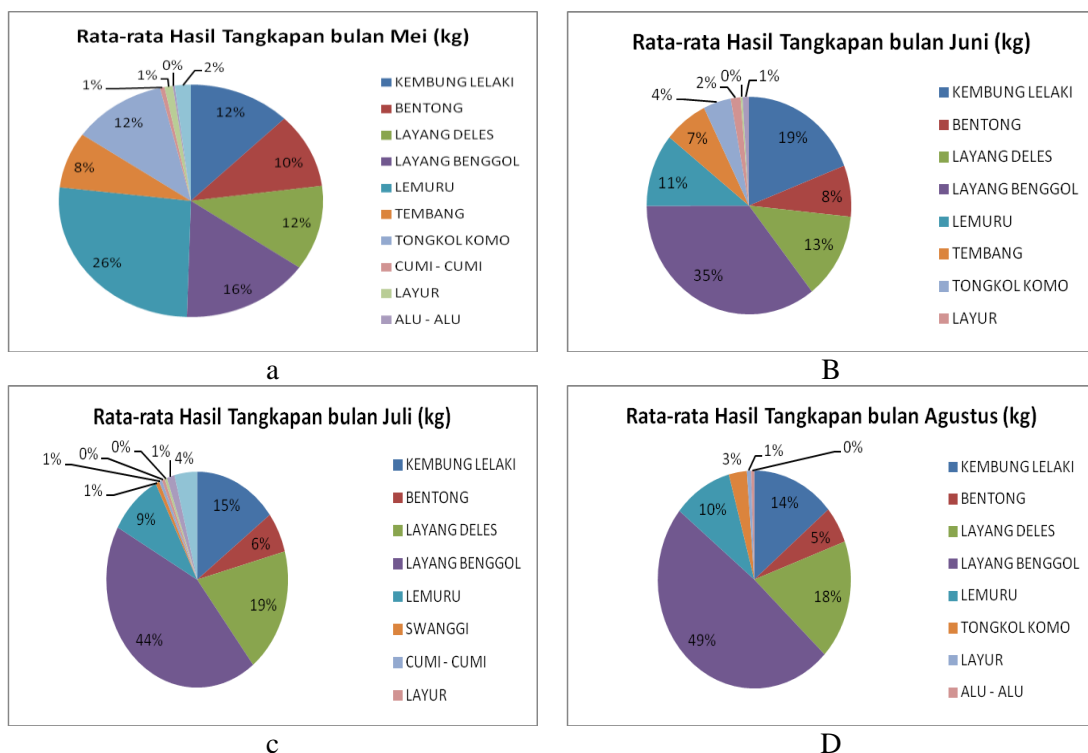 Rata-rata Hasil Tangkapan bulan Mei (kg)
0%
1%
2%
1%
12%
12%
10%
8%
12%
26%
16%
KEMBUNG LELAKI
BENTONG
LAYANG DELES
LAYANG BENGGOL
LEMURU
TEMBANG
TONGKOL KOMO
CUMI - CUMI
LAYUR
ALU - ALU
a
Rata-rata Hasil Tangkapan bulan Juni (kg)
0%
2%
1%
4%
19%
7%
11%
8%
13%
35%
KEMBUNG LELAKI
BENTONG
LAYANG DELES
LAYANG BENGGOL
LEMURU
TEMBANG
TONGKOL KOMO
LAYUR
B
Rata-rata Hasil Tangkapan bulan Juli (kg)
0%
1%
4%
0%
1%
1%
15%
9%
6%
19%
44%
KEMBUNG LELAKI
BENTONG
LAYANG DELES
LAYANG BENGGOL
LEMURU
SWANGGI
CUMI - CUMI
LAYUR
c
Rata-rata Hasil Tangkapan bulan Agustus (kg)
1%
0%
3%
14%
10%
5%
18%
49%
KEMBUNG LELAKI
BENTONG
LAYANG DELES
LAYANG BENGGOL
LEMURU
TONGKOL KOMO
LAYUR
ALU - ALU
D